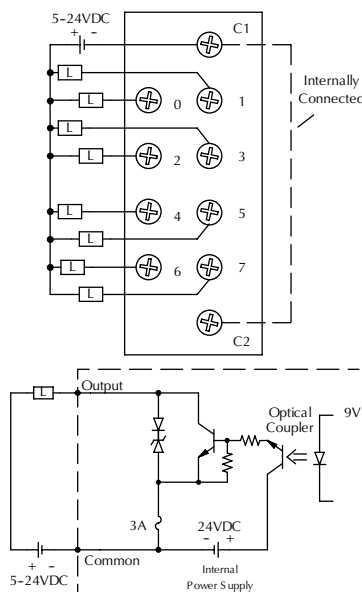 5–24VDC
+ -
C1
L
L
0
1
Internally
Connected
L
L
2
3
L
4
5
L
L
6
7
L
C2
Output
L
Optical
Coupler
9V
3A
24VDC
- +
+ -
Common
5–24VDC
Internal
Power Supply